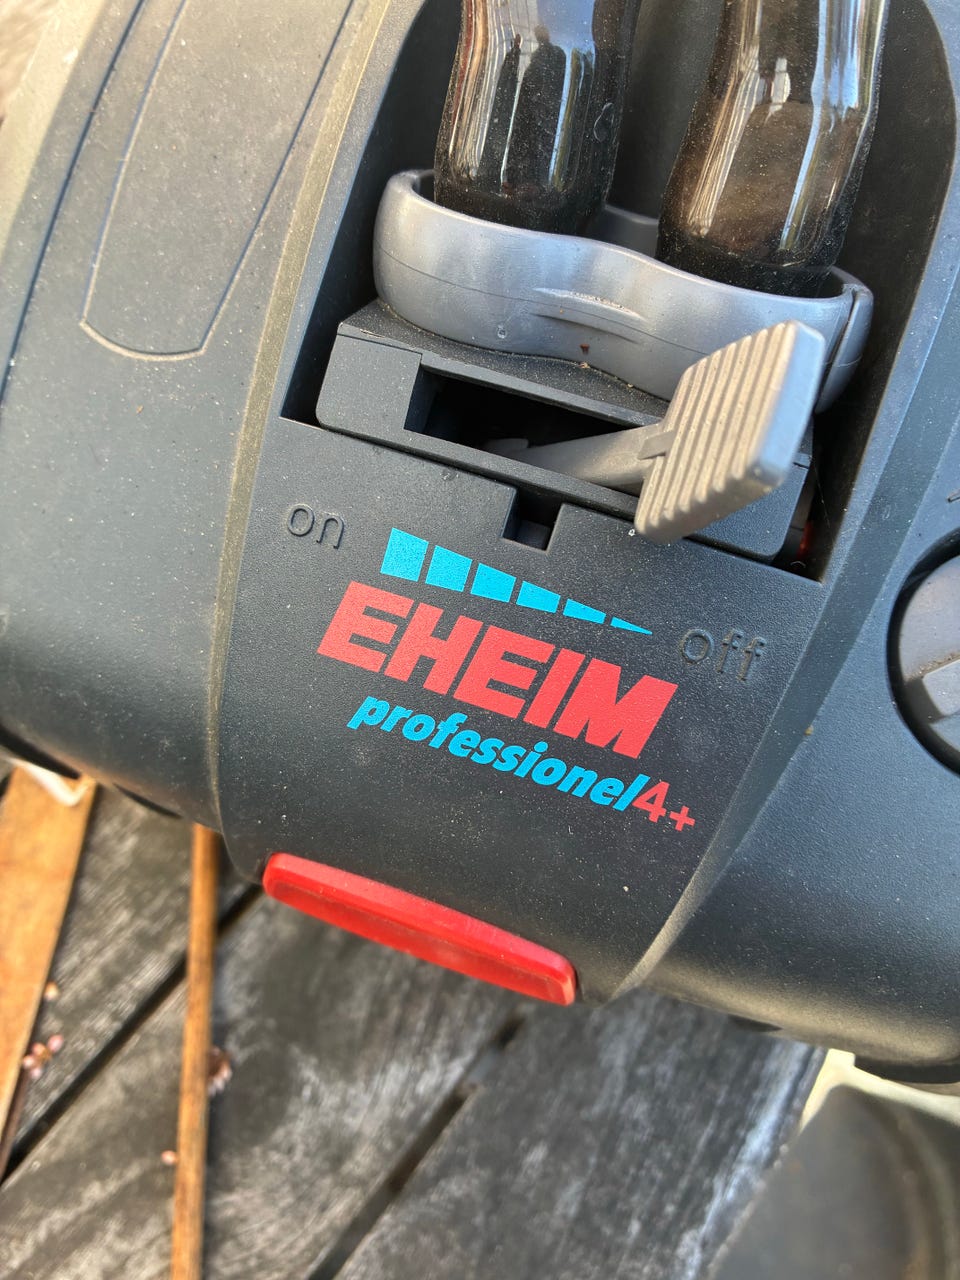 on
off
EHEIM
professionel4+